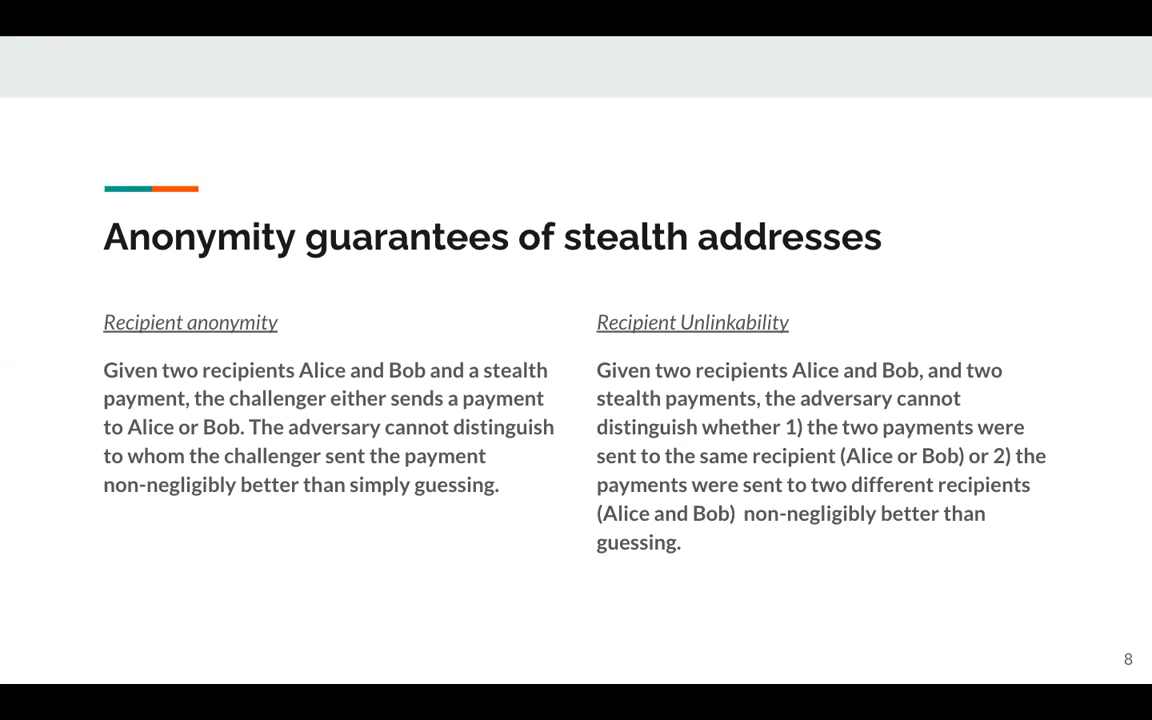 Anonymity guarantees of stealth addresses
Recipient anonymity
Given two recipients Alice and Bob and a stealth
payment, the challenger either sends a payment
to Alice or Bob. The adversary cannot distinguish
to whom the challenger sent the payment
non-negligibly better than simply guessing.
Recipient Unlinkability
Given two recipients Alice and Bob, and two
stealth payments, the adversary cannot
distinguish whether 1) the two payments were
sent to the same recipient (Alice or Bob) or 2) the
payments were sent to two different recipients
(Alice and Bob)  non-negligibly better than
guessing.
8